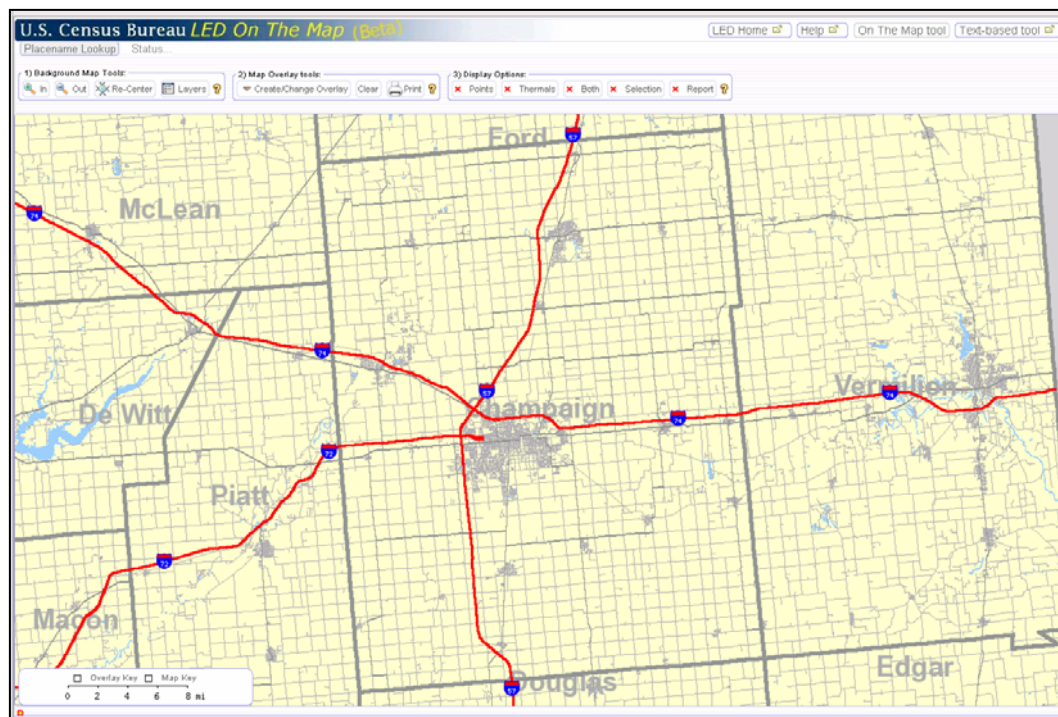 U.S. Census Bureau LED On The Map (Beta) LED Home Help On The Map tool Text-based tool
Placename Lookup Status...
1) Background Map Tools: 2) Map Overlay tools: 3) Display Options:
In Out Re-Center Layers ? Create/Change Overlay Clear Print ? Points Thermals Both Selection Report ?
Ford
57
McLean
74
74
57
Vermilion
74
Champaign
De Witt
74
72
Piatt
72
Macon
Edgar
Douglas
57
Overlay Key Map Key
0 2 4 6 8 mi